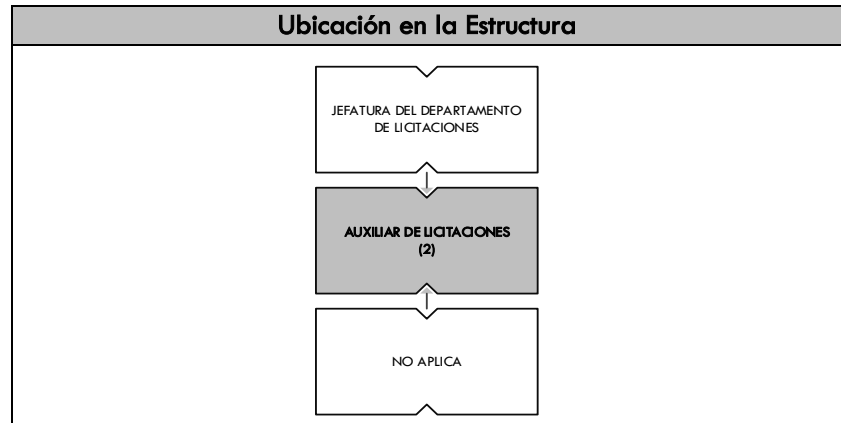 Ubicación en la Estructura
JEFATURA DEL DEPARTAMENTO
DE LICITACIONES
AUXILIAR DE LICITACIONES
(2)
NO APLICA